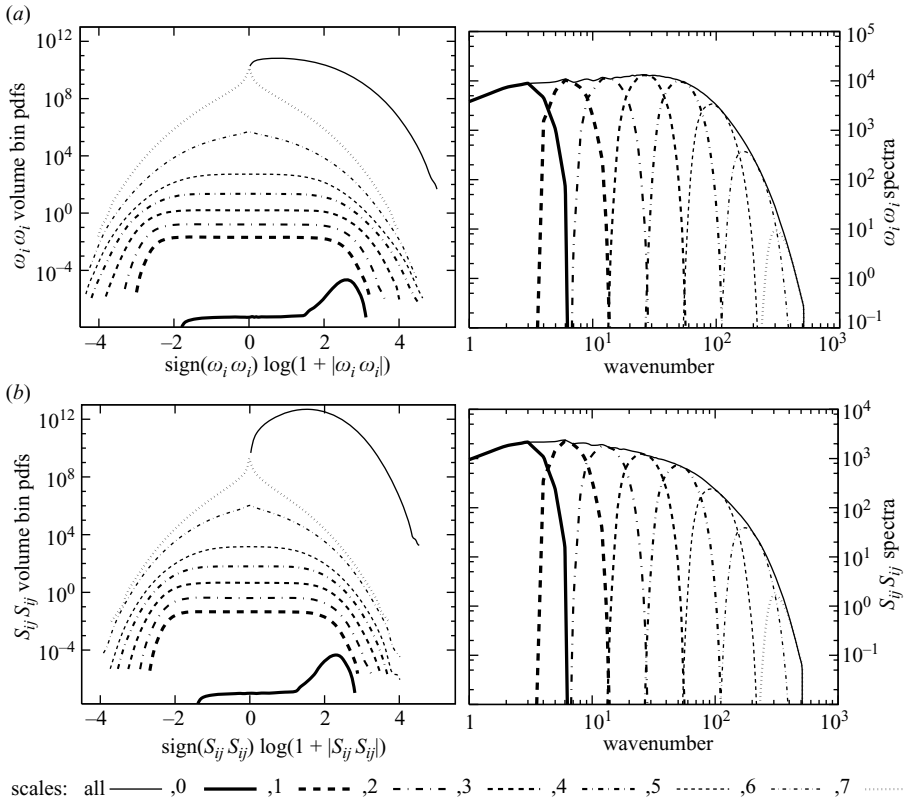 (a)
10^12
10^8
10^4
10^0
10^−4
ω_i ω_i volume bin pdfs
−4 −2 0 2 4
sign(ω_i ω_i) log(1 + |ω_i ω_i|)
10^5
10^4
10^3
10^2
10^1
10^0
10^−1
ω_i ω_i spectra
1 10^1 10^2 10^3
wavenumber
(b)
10^12
10^8
10^4
10^0
10^−4
S_ij S_ij volume bin pdfs
−4 −2 0 2 4
sign(S_ij S_ij) log(1 + |S_ij S_ij|)
10^4
10^3
10^2
10^1
10^0
10^−1
S_ij S_ij spectra
1 10^1 10^2 10^3
wavenumber
scales: all ,0 ,1 ,2 ,3 ,4 ,5 ,6 ,7